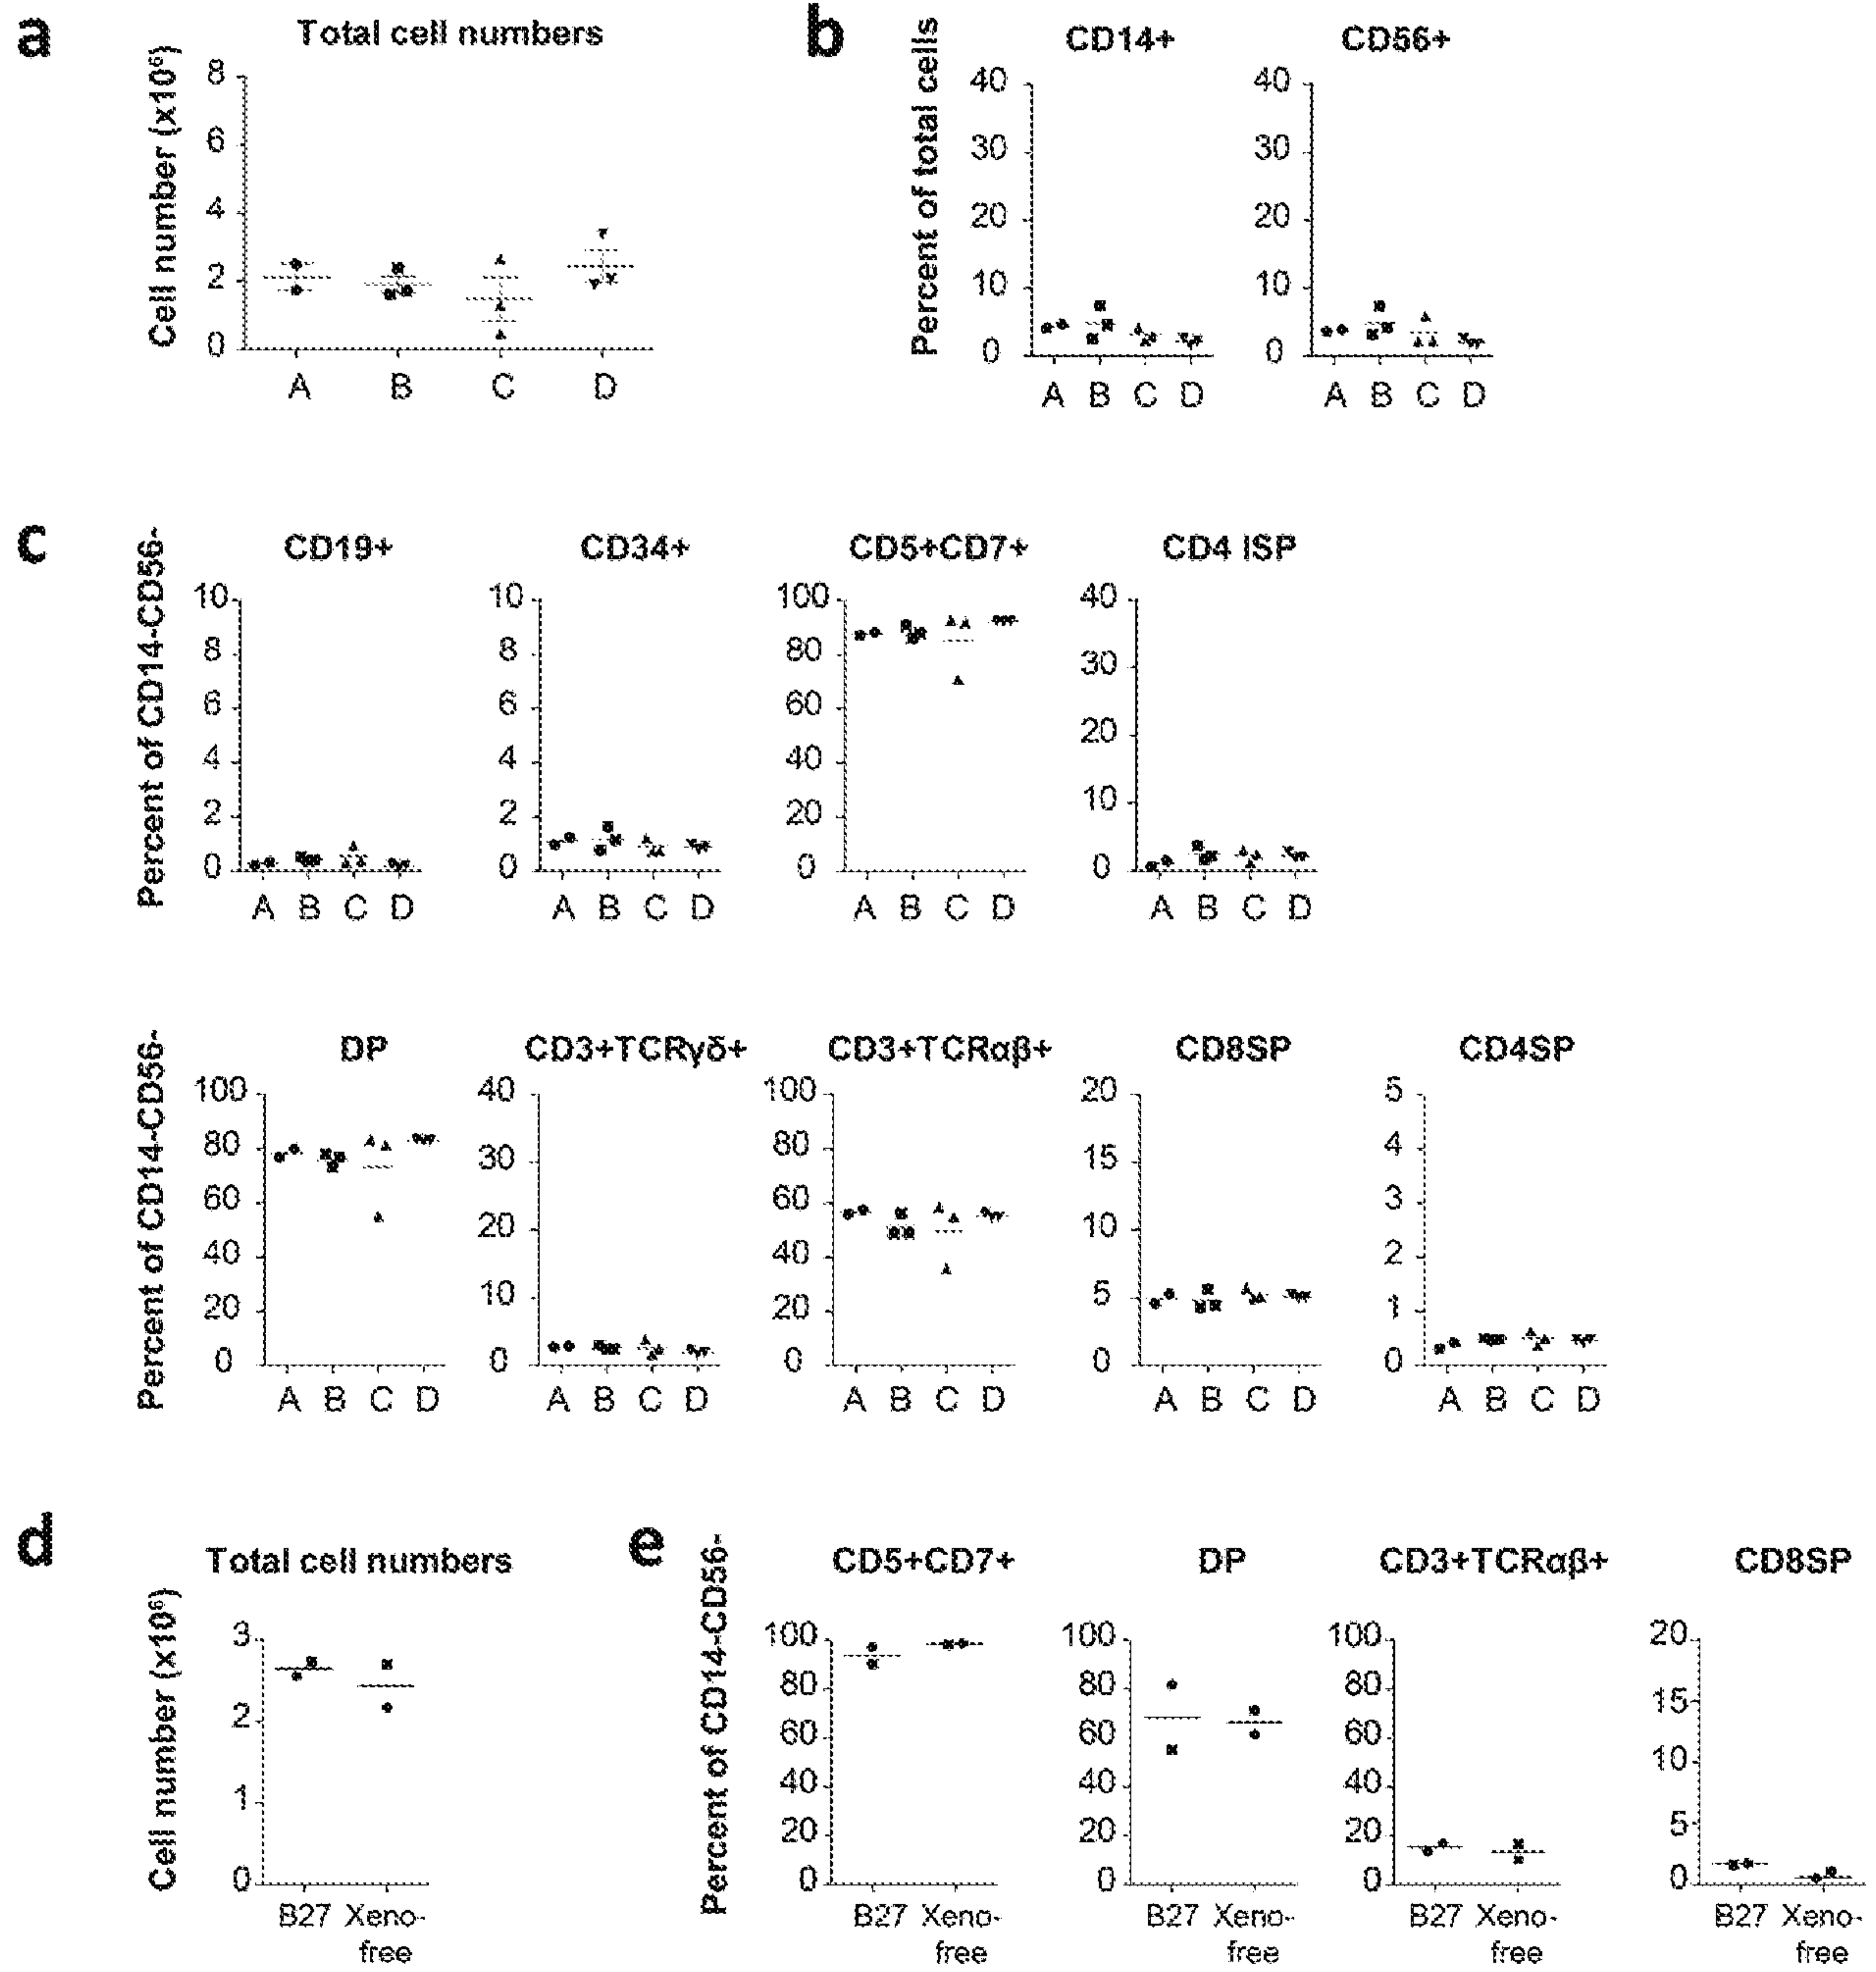 a
Total cell numbers
Cell number (x10⁶)
8
6
4
2
0
A B C D
b
Percent of total cells
CD14+
40
30
20
10
0
A B C D
CD56+
40
30
20
10
0
A B C D
c
Percent of CD14-CD56-
CD19+
10
8
6
4
2
0
A B C D
CD34+
10
8
6
4
2
0
A B C D
CD5+CD7+
100
80
60
40
20
0
A B C D
CD4 ISP
40
30
20
10
0
A B C D
Percent of CD14-CD56-
DP
100
80
60
40
20
0
A B C D
CD3+TCRγδ+
40
30
20
10
0
A B C D
CD3+TCRαβ+
100
80
60
40
20
0
A B C D
CD8SP
20
15
10
5
0
A B C D
CD4SP
5
4
3
2
1
0
A B C D
d
Total cell numbers
Cell number (x10⁶)
3
2
1
0
B27 Xeno-
free
e
Percent of CD14-CD56-
CD5+CD7+
100
80
60
40
20
0
B27 Xeno-
free
DP
100
80
60
40
20
0
B27 Xeno-
free
CD3+TCRαβ+
100
80
60
40
20
0
B27 Xeno-
free
CD8SP
20
15
10
5
0
B27 Xeno-
free